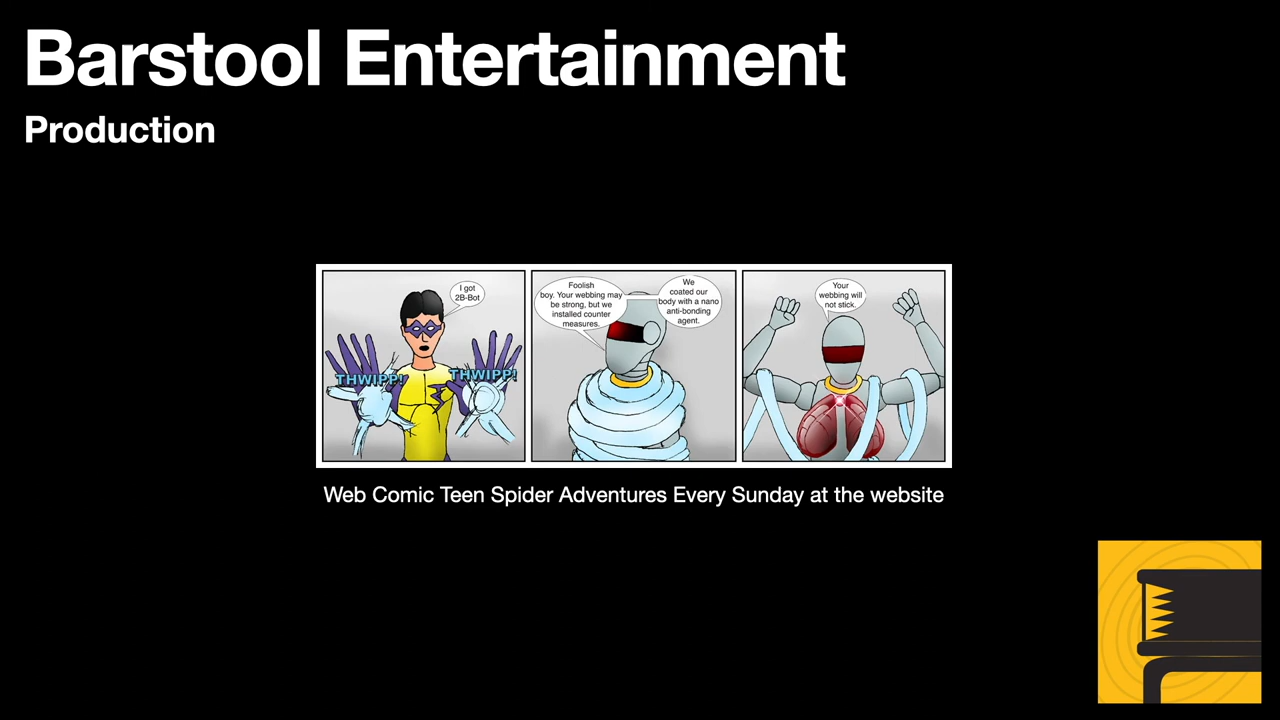 Barstool Entertainment
Production
I got
2B-Bot
THWIPP!
THWIPP!
Foolish
boy. Your webbing may
be strong, but we
installed counter
measures.
We
coated our
body with a nano
anti-bonding
agent.
Your
webbing will
not stick.
Web Comic Teen Spider Adventures Every Sunday at the website